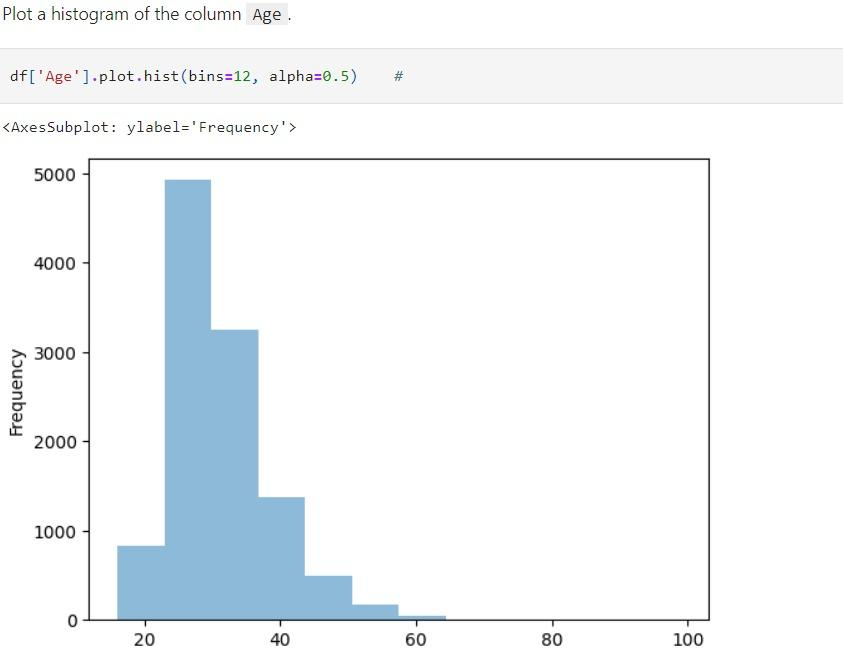 Plot a histogram of the column Age .
df['Age'].plot.hist(bins=12, alpha=0.5)    #
<AxesSubplot: ylabel='Frequency'>
5000
4000
3000
2000
1000
0
Frequency
20 40 60 80 100